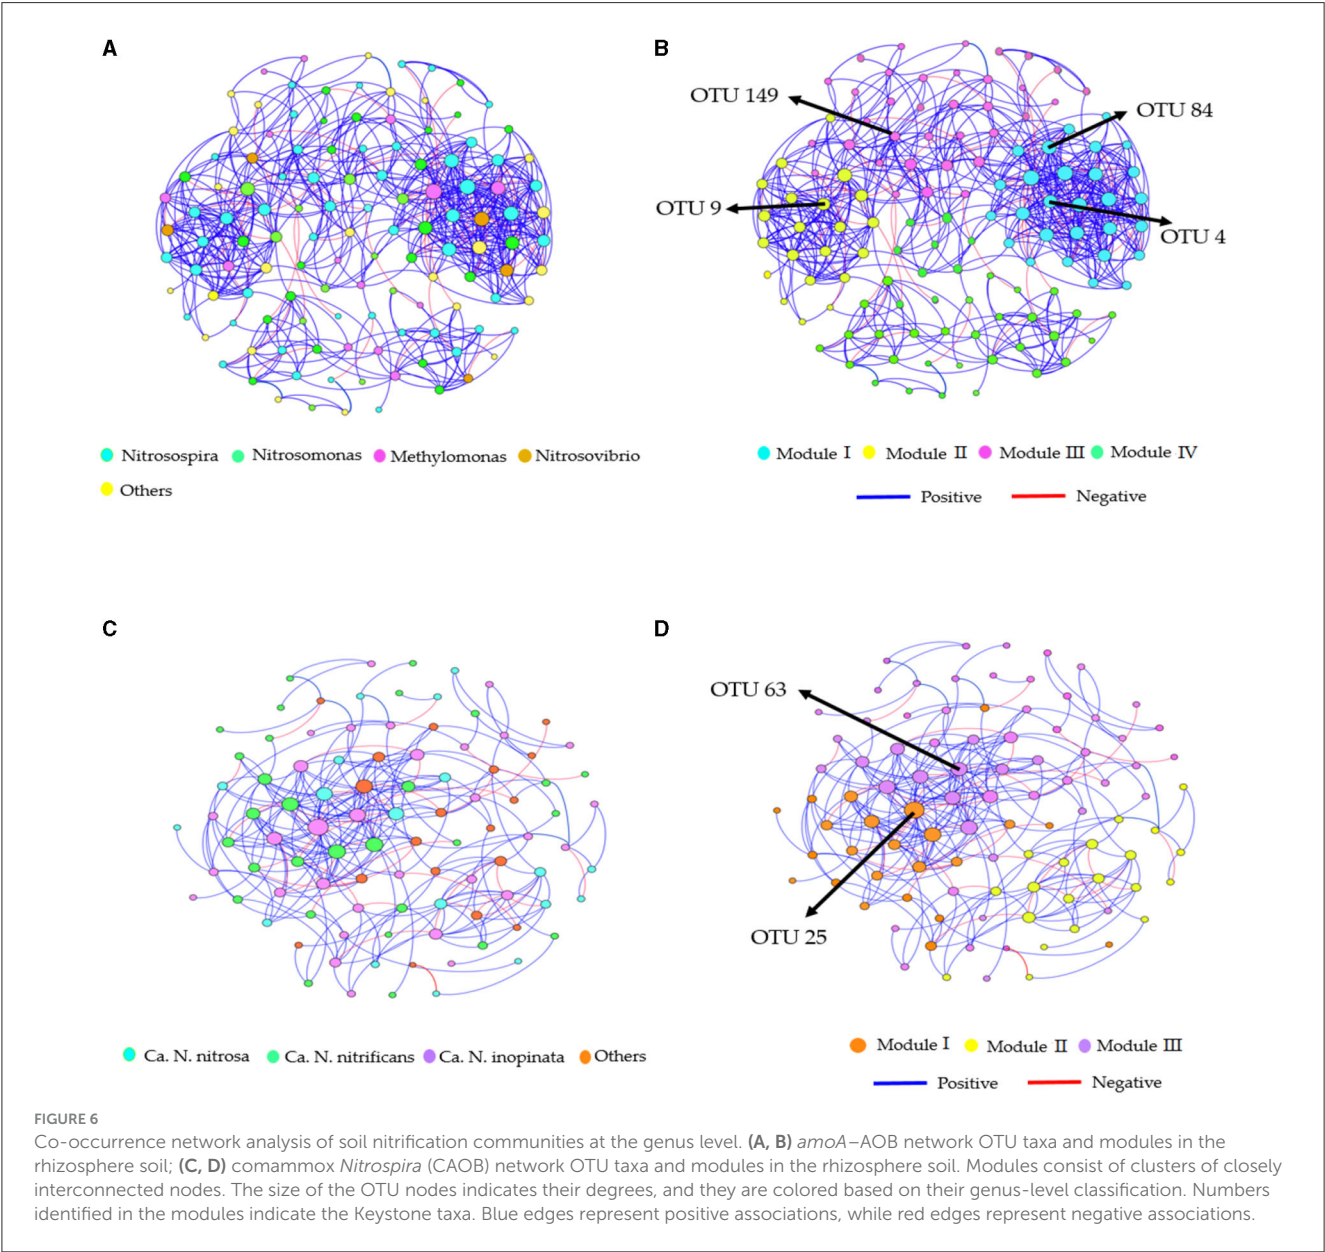 A
B
OTU 149
OTU 84
OTU 9
OTU 4
Nitrosospira Nitrosomonas Methylomonas Nitrosovibrio
Others
Module I Module II Module III Module IV
Positive Negative
C
D
OTU 63
OTU 25
Ca. N. nitrosa Ca. N. nitrificans Ca. N. inopinata Others
Module I Module II Module III
Positive Negative
FIGURE 6
Co-occurrence network analysis of soil nitrification communities at the genus level. (A, B) amoA–AOB network OTU taxa and modules in the
rhizosphere soil; (C, D) comammox Nitrospira (CAOB) network OTU taxa and modules in the rhizosphere soil. Modules consist of clusters of closely
interconnected nodes. The size of the OTU nodes indicates their degrees, and they are colored based on their genus-level classification. Numbers
identified in the modules indicate the Keystone taxa. Blue edges represent positive associations, while red edges represent negative associations.